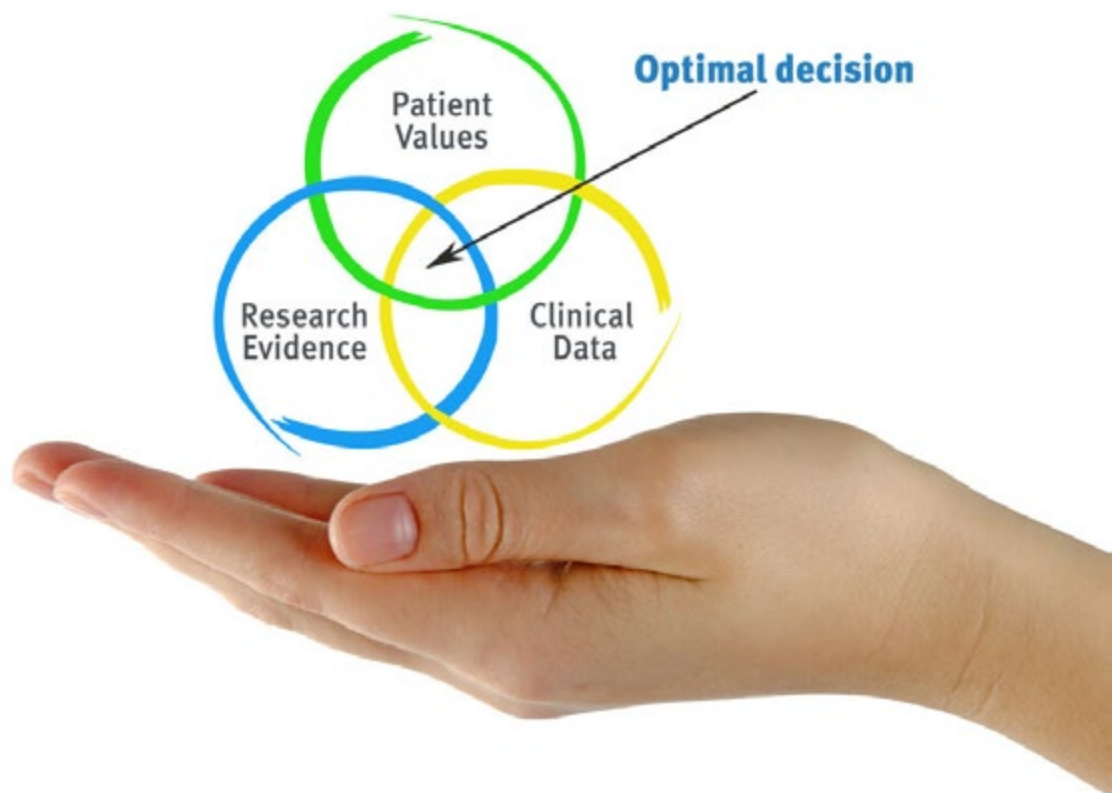 Optimal decision
Patient
Values
Research
Evidence
Clinical
Data